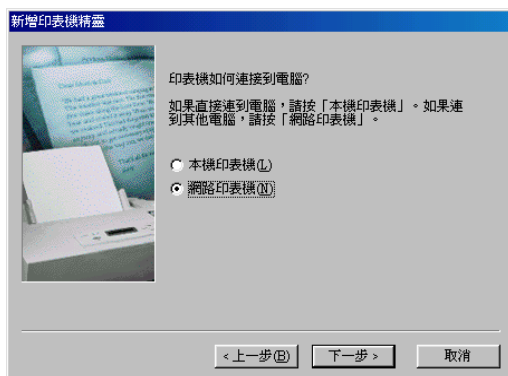 新增印表機精靈
印表機如何連接到電腦?
如果直接連到電腦，請按「本機印表機」。如果連
到其他電腦，請按「網路印表機」。
本機印表機(L)
網路印表機(N)
<上一步(B)
下一步 >
取消